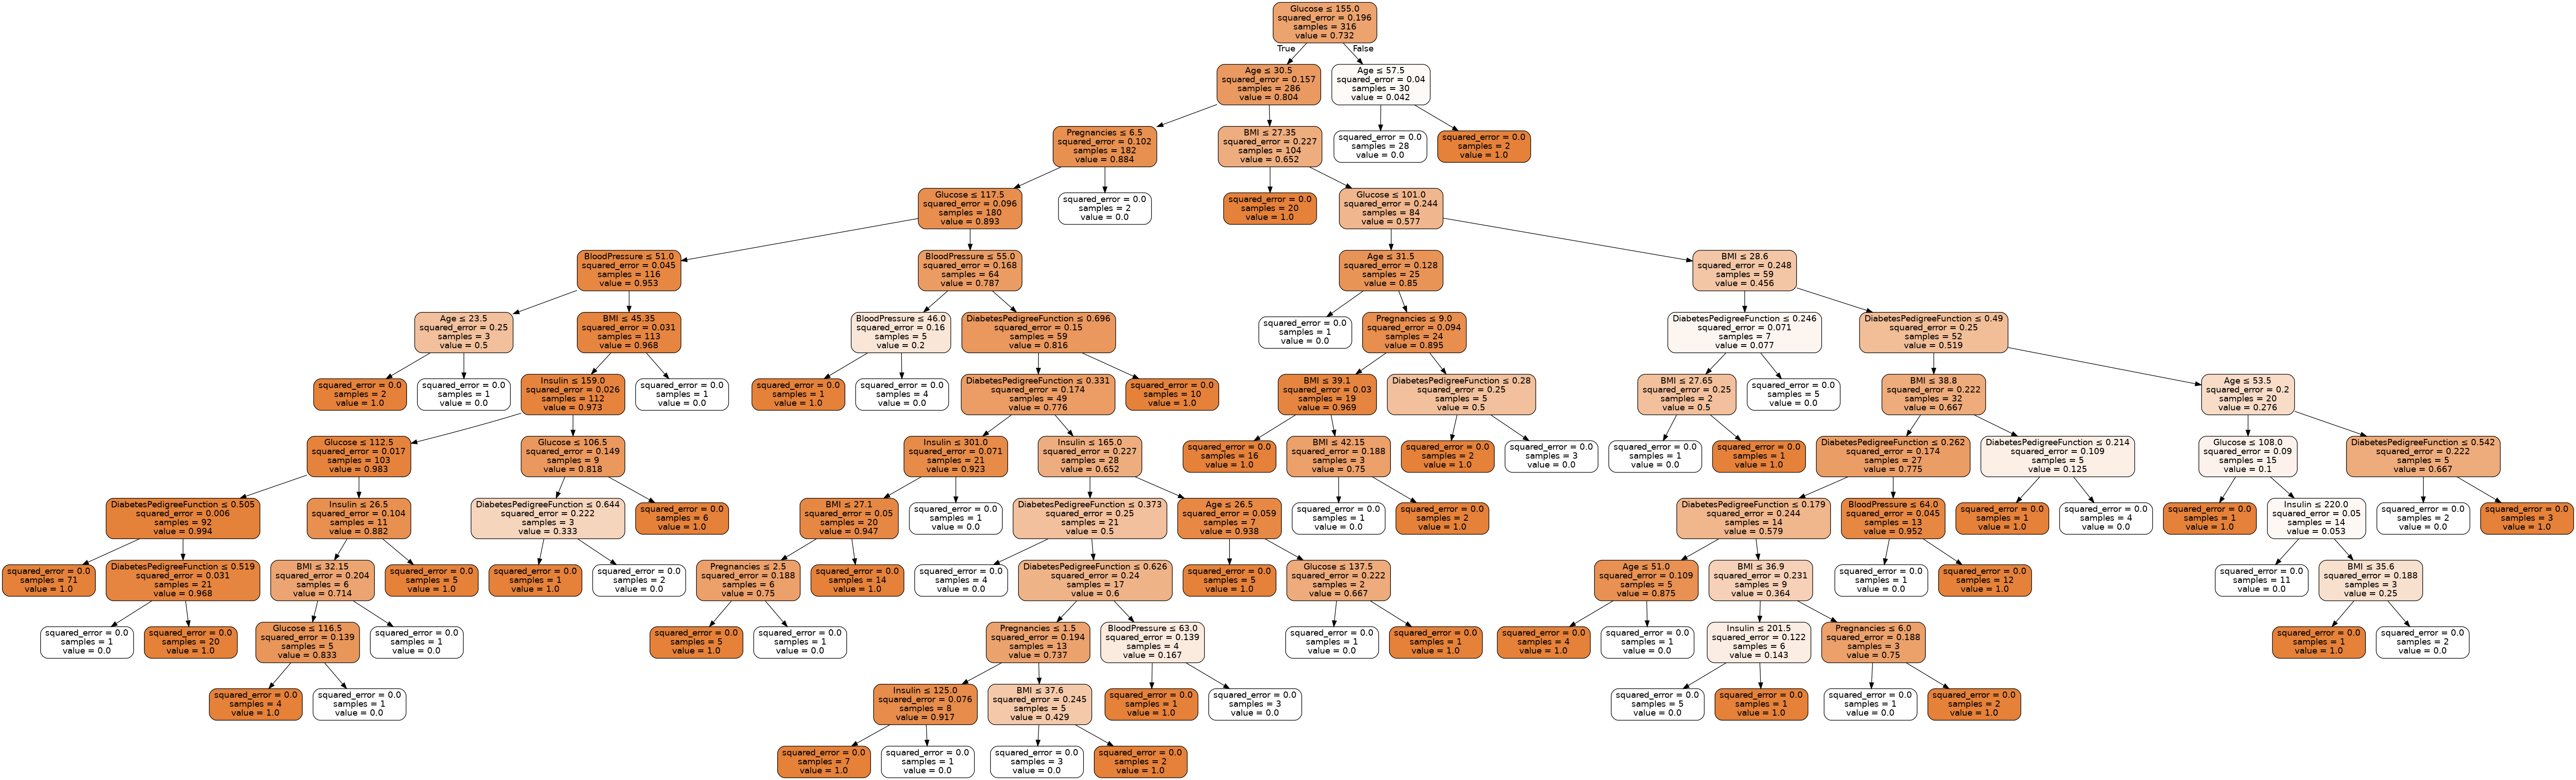 Glucose ≤ 155.0
squared_error = 0.196
samples = 316
value = 0.732
True
False
Age ≤ 30.5
squared_error = 0.157
samples = 286
value = 0.804
Age ≤ 57.5
squared_error = 0.04
samples = 30
value = 0.042
Pregnancies ≤ 6.5
squared_error = 0.102
samples = 182
value = 0.884
BMI ≤ 27.35
squared_error = 0.227
samples = 104
value = 0.652
squared_error = 0.0
samples = 28
value = 0.0
squared_error = 0.0
samples = 2
value = 1.0
Glucose ≤ 117.5
squared_error = 0.096
samples = 180
value = 0.893
squared_error = 0.0
samples = 2
value = 0.0
squared_error = 0.0
samples = 20
value = 1.0
Glucose ≤ 101.0
squared_error = 0.244
samples = 84
value = 0.577
BloodPressure ≤ 51.0
squared_error = 0.045
samples = 116
value = 0.953
BloodPressure ≤ 55.0
squared_error = 0.168
samples = 64
value = 0.787
Age ≤ 31.5
squared_error = 0.128
samples = 25
value = 0.85
BMI ≤ 28.6
squared_error = 0.248
samples = 59
value = 0.456
Age ≤ 23.5
squared_error = 0.25
samples = 3
value = 0.5
BMI ≤ 45.35
squared_error = 0.031
samples = 113
value = 0.968
BloodPressure ≤ 46.0
squared_error = 0.16
samples = 5
value = 0.2
DiabetesPedigreeFunction ≤ 0.696
squared_error = 0.15
samples = 59
value = 0.816
squared_error = 0.0
samples = 1
value = 0.0
Pregnancies ≤ 9.0
squared_error = 0.094
samples = 24
value = 0.895
DiabetesPedigreeFunction ≤ 0.246
squared_error = 0.071
samples = 7
value = 0.077
DiabetesPedigreeFunction ≤ 0.49
squared_error = 0.25
samples = 52
value = 0.519
squared_error = 0.0
samples = 2
value = 1.0
squared_error = 0.0
samples = 1
value = 0.0
Insulin ≤ 159.0
squared_error = 0.026
samples = 112
value = 0.973
squared_error = 0.0
samples = 1
value = 0.0
squared_error = 0.0
samples = 1
value = 1.0
squared_error = 0.0
samples = 4
value = 0.0
DiabetesPedigreeFunction ≤ 0.331
squared_error = 0.174
samples = 49
value = 0.776
squared_error = 0.0
samples = 10
value = 1.0
BMI ≤ 39.1
squared_error = 0.03
samples = 19
value = 0.969
DiabetesPedigreeFunction ≤ 0.28
squared_error = 0.25
samples = 5
value = 0.5
BMI ≤ 27.65
squared_error = 0.25
samples = 2
value = 0.5
squared_error = 0.0
samples = 5
value = 0.0
BMI ≤ 38.8
squared_error = 0.222
samples = 32
value = 0.667
Age ≤ 53.5
squared_error = 0.2
samples = 20
value = 0.276
Glucose ≤ 112.5
squared_error = 0.017
samples = 103
value = 0.983
Glucose ≤ 106.5
squared_error = 0.149
samples = 9
value = 0.818
Insulin ≤ 301.0
squared_error = 0.071
samples = 21
value = 0.923
Insulin ≤ 165.0
squared_error = 0.227
samples = 28
value = 0.652
squared_error = 0.0
samples = 16
value = 1.0
BMI ≤ 42.15
squared_error = 0.188
samples = 3
value = 0.75
squared_error = 0.0
samples = 2
value = 1.0
squared_error = 0.0
samples = 3
value = 0.0
squared_error = 0.0
samples = 1
value = 0.0
squared_error = 0.0
samples = 1
value = 1.0
DiabetesPedigreeFunction ≤ 0.262
squared_error = 0.174
samples = 27
value = 0.775
DiabetesPedigreeFunction ≤ 0.214
squared_error = 0.109
samples = 5
value = 0.125
Glucose ≤ 108.0
squared_error = 0.09
samples = 15
value = 0.1
DiabetesPedigreeFunction ≤ 0.542
squared_error = 0.222
samples = 5
value = 0.667
DiabetesPedigreeFunction ≤ 0.505
squared_error = 0.006
samples = 92
value = 0.994
Insulin ≤ 26.5
squared_error = 0.104
samples = 11
value = 0.882
DiabetesPedigreeFunction ≤ 0.644
squared_error = 0.222
samples = 3
value = 0.333
squared_error = 0.0
samples = 6
value = 1.0
BMI ≤ 27.1
squared_error = 0.05
samples = 20
value = 0.947
squared_error = 0.0
samples = 1
value = 0.0
DiabetesPedigreeFunction ≤ 0.373
squared_error = 0.25
samples = 21
value = 0.5
Age ≤ 26.5
squared_error = 0.059
samples = 7
value = 0.938
squared_error = 0.0
samples = 1
value = 0.0
squared_error = 0.0
samples = 2
value = 1.0
DiabetesPedigreeFunction ≤ 0.179
squared_error = 0.244
samples = 14
value = 0.579
BloodPressure ≤ 64.0
squared_error = 0.045
samples = 13
value = 0.952
squared_error = 0.0
samples = 1
value = 1.0
squared_error = 0.0
samples = 4
value = 0.0
squared_error = 0.0
samples = 1
value = 1.0
Insulin ≤ 220.0
squared_error = 0.05
samples = 14
value = 0.053
squared_error = 0.0
samples = 2
value = 0.0
squared_error = 0.0
samples = 3
value = 1.0
squared_error = 0.0
samples = 71
value = 1.0
DiabetesPedigreeFunction ≤ 0.519
squared_error = 0.031
samples = 21
value = 0.968
BMI ≤ 32.15
squared_error = 0.204
samples = 6
value = 0.714
squared_error = 0.0
samples = 5
value = 1.0
squared_error = 0.0
samples = 1
value = 1.0
squared_error = 0.0
samples = 2
value = 0.0
Pregnancies ≤ 2.5
squared_error = 0.188
samples = 6
value = 0.75
squared_error = 0.0
samples = 14
value = 1.0
squared_error = 0.0
samples = 4
value = 0.0
DiabetesPedigreeFunction ≤ 0.626
squared_error = 0.24
samples = 17
value = 0.6
squared_error = 0.0
samples = 5
value = 1.0
Glucose ≤ 137.5
squared_error = 0.222
samples = 2
value = 0.667
Age ≤ 51.0
squared_error = 0.109
samples = 5
value = 0.875
BMI ≤ 36.9
squared_error = 0.231
samples = 9
value = 0.364
squared_error = 0.0
samples = 1
value = 0.0
squared_error = 0.0
samples = 12
value = 1.0
squared_error = 0.0
samples = 11
value = 0.0
BMI ≤ 35.6
squared_error = 0.188
samples = 3
value = 0.25
squared_error = 0.0
samples = 1
value = 0.0
squared_error = 0.0
samples = 20
value = 1.0
Glucose ≤ 116.5
squared_error = 0.139
samples = 5
value = 0.833
squared_error = 0.0
samples = 1
value = 0.0
squared_error = 0.0
samples = 5
value = 1.0
squared_error = 0.0
samples = 1
value = 0.0
Pregnancies ≤ 1.5
squared_error = 0.194
samples = 13
value = 0.737
BloodPressure ≤ 63.0
squared_error = 0.139
samples = 4
value = 0.167
squared_error = 0.0
samples = 1
value = 0.0
squared_error = 0.0
samples = 1
value = 1.0
squared_error = 0.0
samples = 4
value = 1.0
squared_error = 0.0
samples = 1
value = 0.0
Insulin ≤ 201.5
squared_error = 0.122
samples = 6
value = 0.143
Pregnancies ≤ 6.0
squared_error = 0.188
samples = 3
value = 0.75
squared_error = 0.0
samples = 1
value = 1.0
squared_error = 0.0
samples = 2
value = 0.0
squared_error = 0.0
samples = 4
value = 1.0
squared_error = 0.0
samples = 1
value = 0.0
Insulin ≤ 125.0
squared_error = 0.076
samples = 8
value = 0.917
BMI ≤ 37.6
squared_error = 0.245
samples = 5
value = 0.429
squared_error = 0.0
samples = 1
value = 1.0
squared_error = 0.0
samples = 3
value = 0.0
squared_error = 0.0
samples = 5
value = 0.0
squared_error = 0.0
samples = 1
value = 1.0
squared_error = 0.0
samples = 1
value = 0.0
squared_error = 0.0
samples = 2
value = 1.0
squared_error = 0.0
samples = 7
value = 1.0
squared_error = 0.0
samples = 1
value = 0.0
squared_error = 0.0
samples = 3
value = 0.0
squared_error = 0.0
samples = 2
value = 1.0